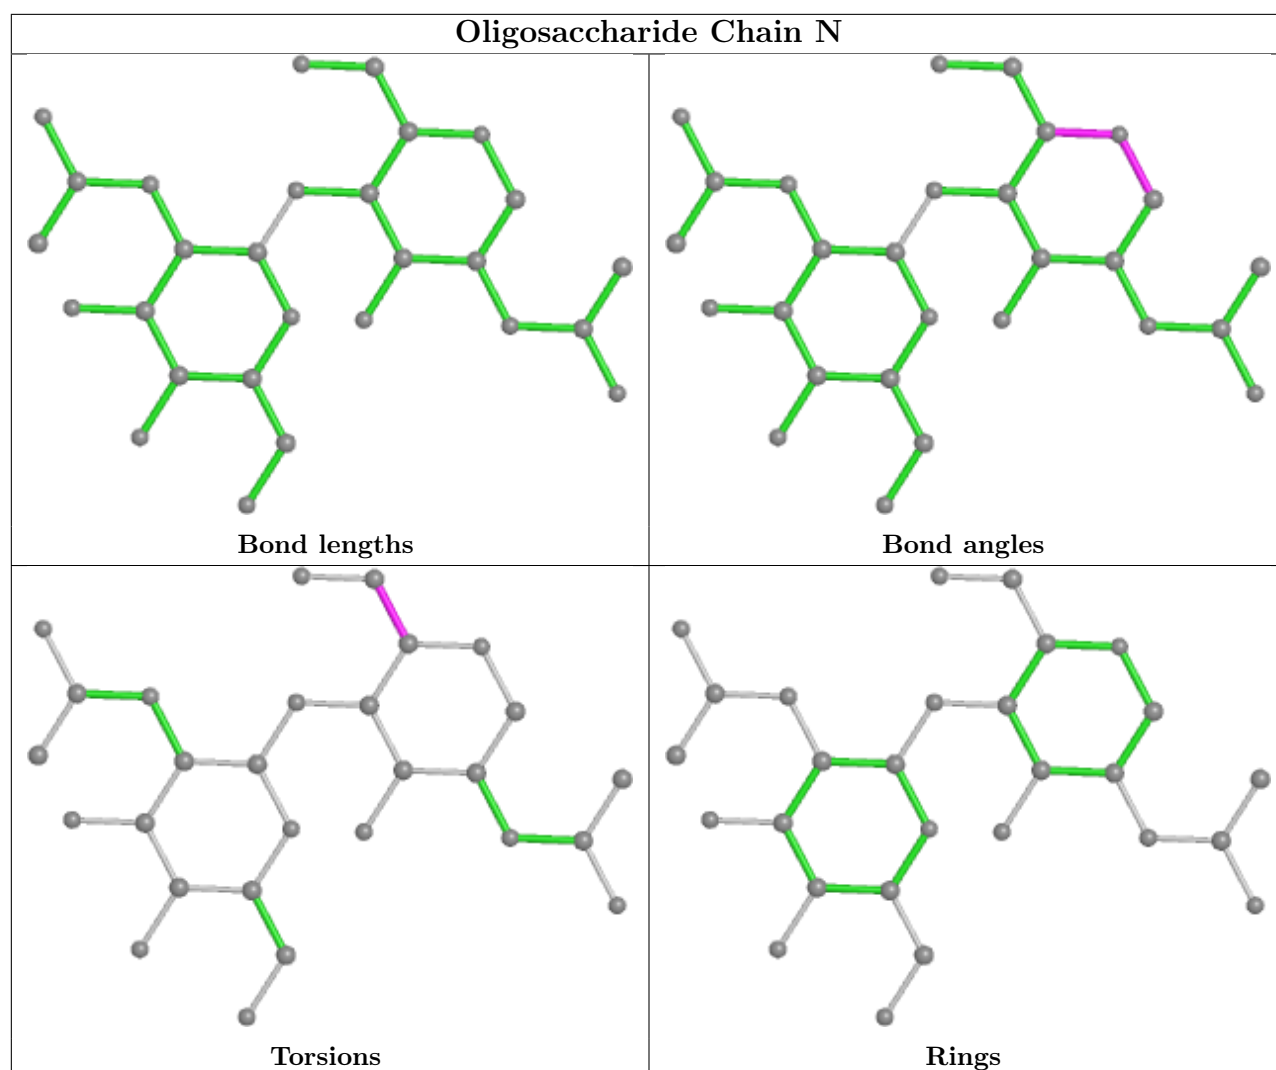 Oligosaccharide Chain N
Bond lengths
Bond angles
Torsions
Rings